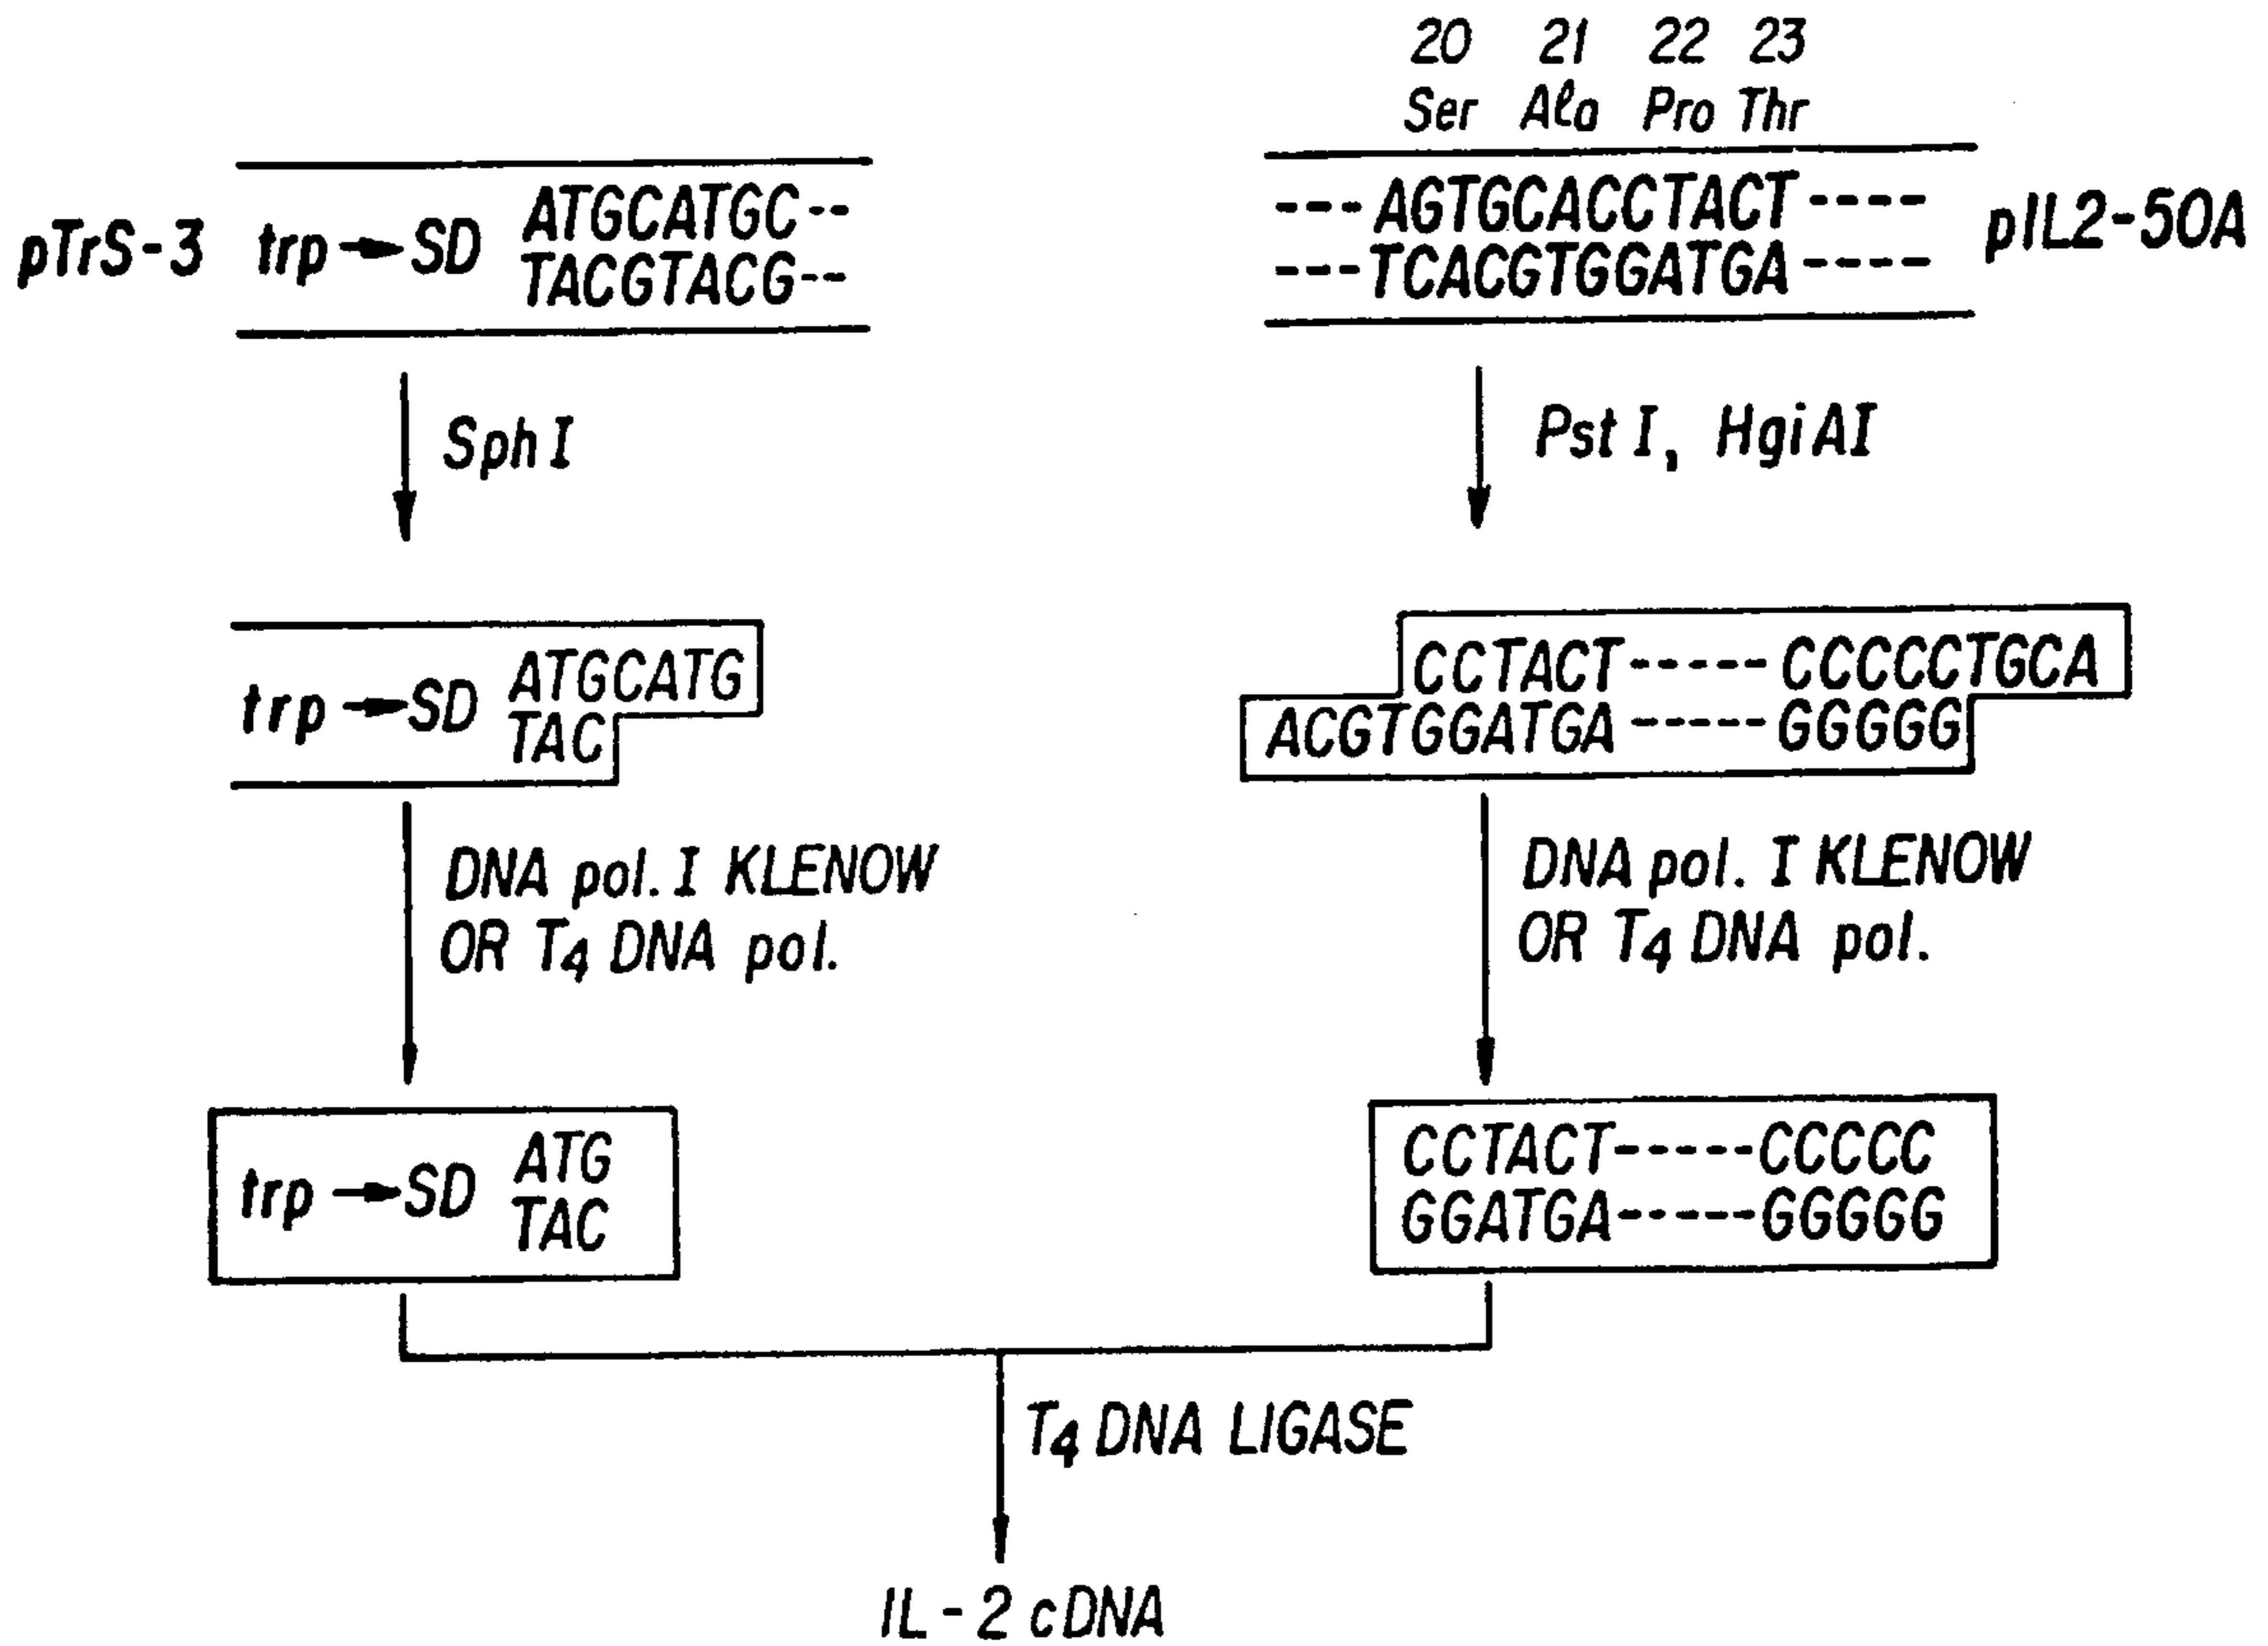 20 21 22 23
Ser Ala Pro Thr
pTrS-3 trp SD ATGCATGC--
TACGTACG--
---AGTGCACCTACT---- pIL2-50A
---TCACGTGGATGA----
Sph I
Pst I, HgiAI
trp SD ATGCATG
TAC
CCTACT-----CCCCCTGCA
ACGTGGATGA-----GGGGG
DNA pol. I KLENOW
OR T4 DNA pol.
DNA pol. I KLENOW
OR T4 DNA pol.
trp SD ATG
TAC
CCTACT-----CCCCC
GGATGA-----GGGGG
T4 DNA LIGASE
IL-2 cDNA